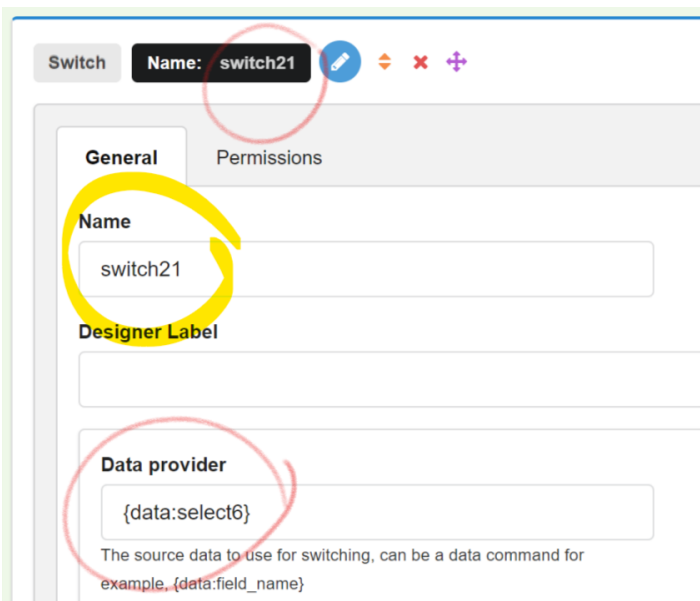 Switch Name: switch21
General Permissions
Name
switch21
Designer Label
Data provider
{data:select6}
The source data to use for switching, can be a data command for
example, {data:field_name}